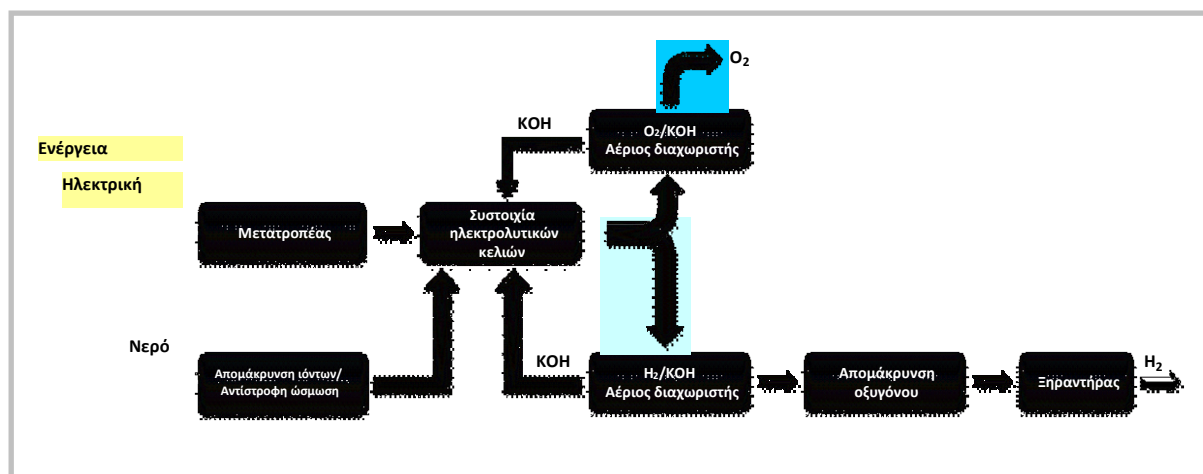 O₂
KOH
O₂/KOH
Αέριος διαχωριστής
Ενέργεια
Ηλεκτρική
Μετατροπέας
Συστοιχία
ηλεκτρολυτικών
κελιών
Νερό
Απομάκρυνση ιόντων/
Αντίστροφη ώσμωση
KOH
H₂/KOH
Αέριος διαχωριστής
Απομάκρυνση
οξυγόνου
Ξηραντήρας
H₂